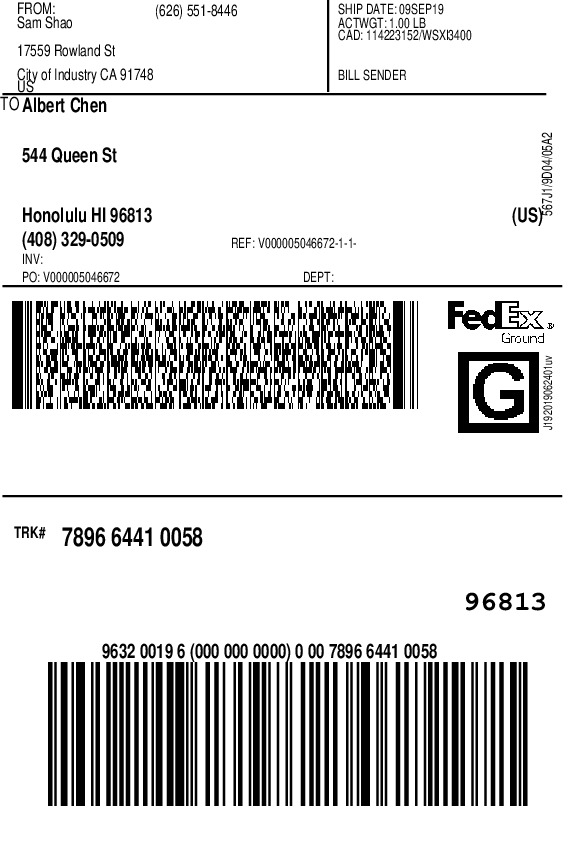 FROM: (626) 551-8446
Sam Shao
17559 Rowland St
City of Industry CA 91748
US
SHIP DATE: 09SEP19
ACTWGT: 1.00 LB
CAD: 114223152/WSXI3400
BILL SENDER
TO Albert Chen
544 Queen St
Honolulu HI 96813 (US)
(408) 329-0509 REF: V000005046672-1-1-
INV:
PO: V000005046672 DEPT:
567J1/9D04/05A2
FedEx®
Ground
G
J192019062401uv
TRK# 7896 6441 0058
96813
9632 0019 6 (000 000 0000) 0 00 7896 6441 0058